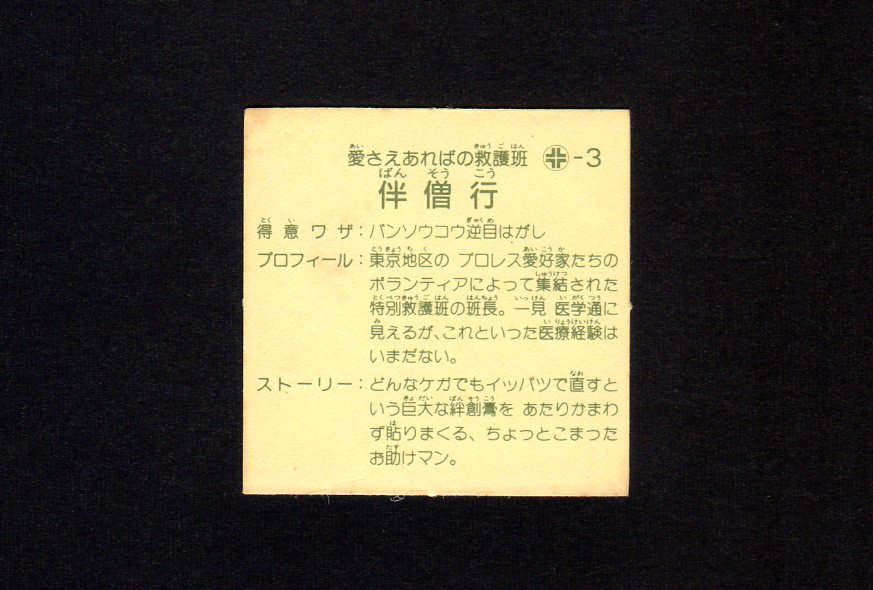 愛さえあればの救護班 -3
伴僧行
得意ワザ：バンソウコウ逆目はがし
プロフィール：東京地区の プロレス愛好家たちの
ボランティアによって集結された
特別救護班の班長。一見 医学通に
見えるが、これといった医療経験は
いまだない。
ストーリー：どんなケガでもイッパツで直すと
いう巨大な絆創膏を あたりかまわ
ず貼りまくる、ちょっとこまった
お助けマン。